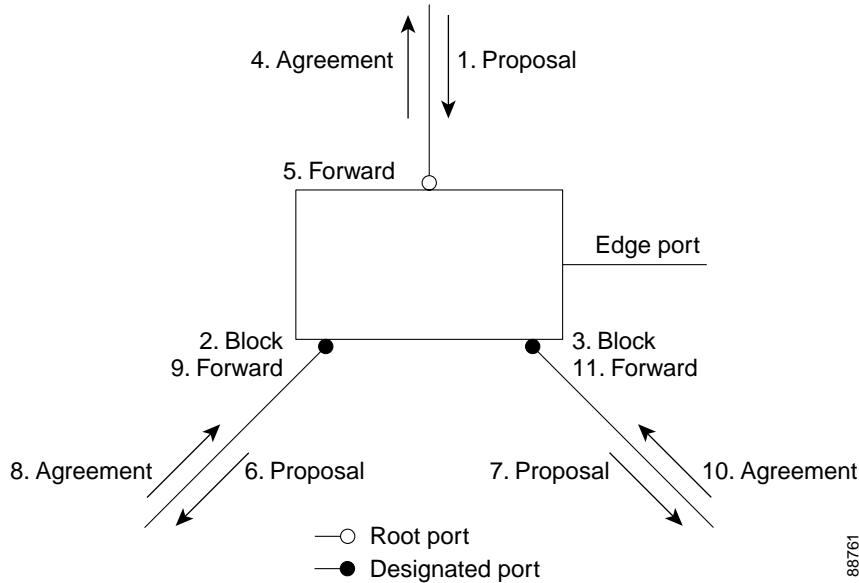 4. Agreement
1. Proposal
5. Forward
Edge port
2. Block
9. Forward
3. Block
11. Forward
8. Agreement
6. Proposal
7. Proposal
10. Agreement
Root port
Designated port
88761